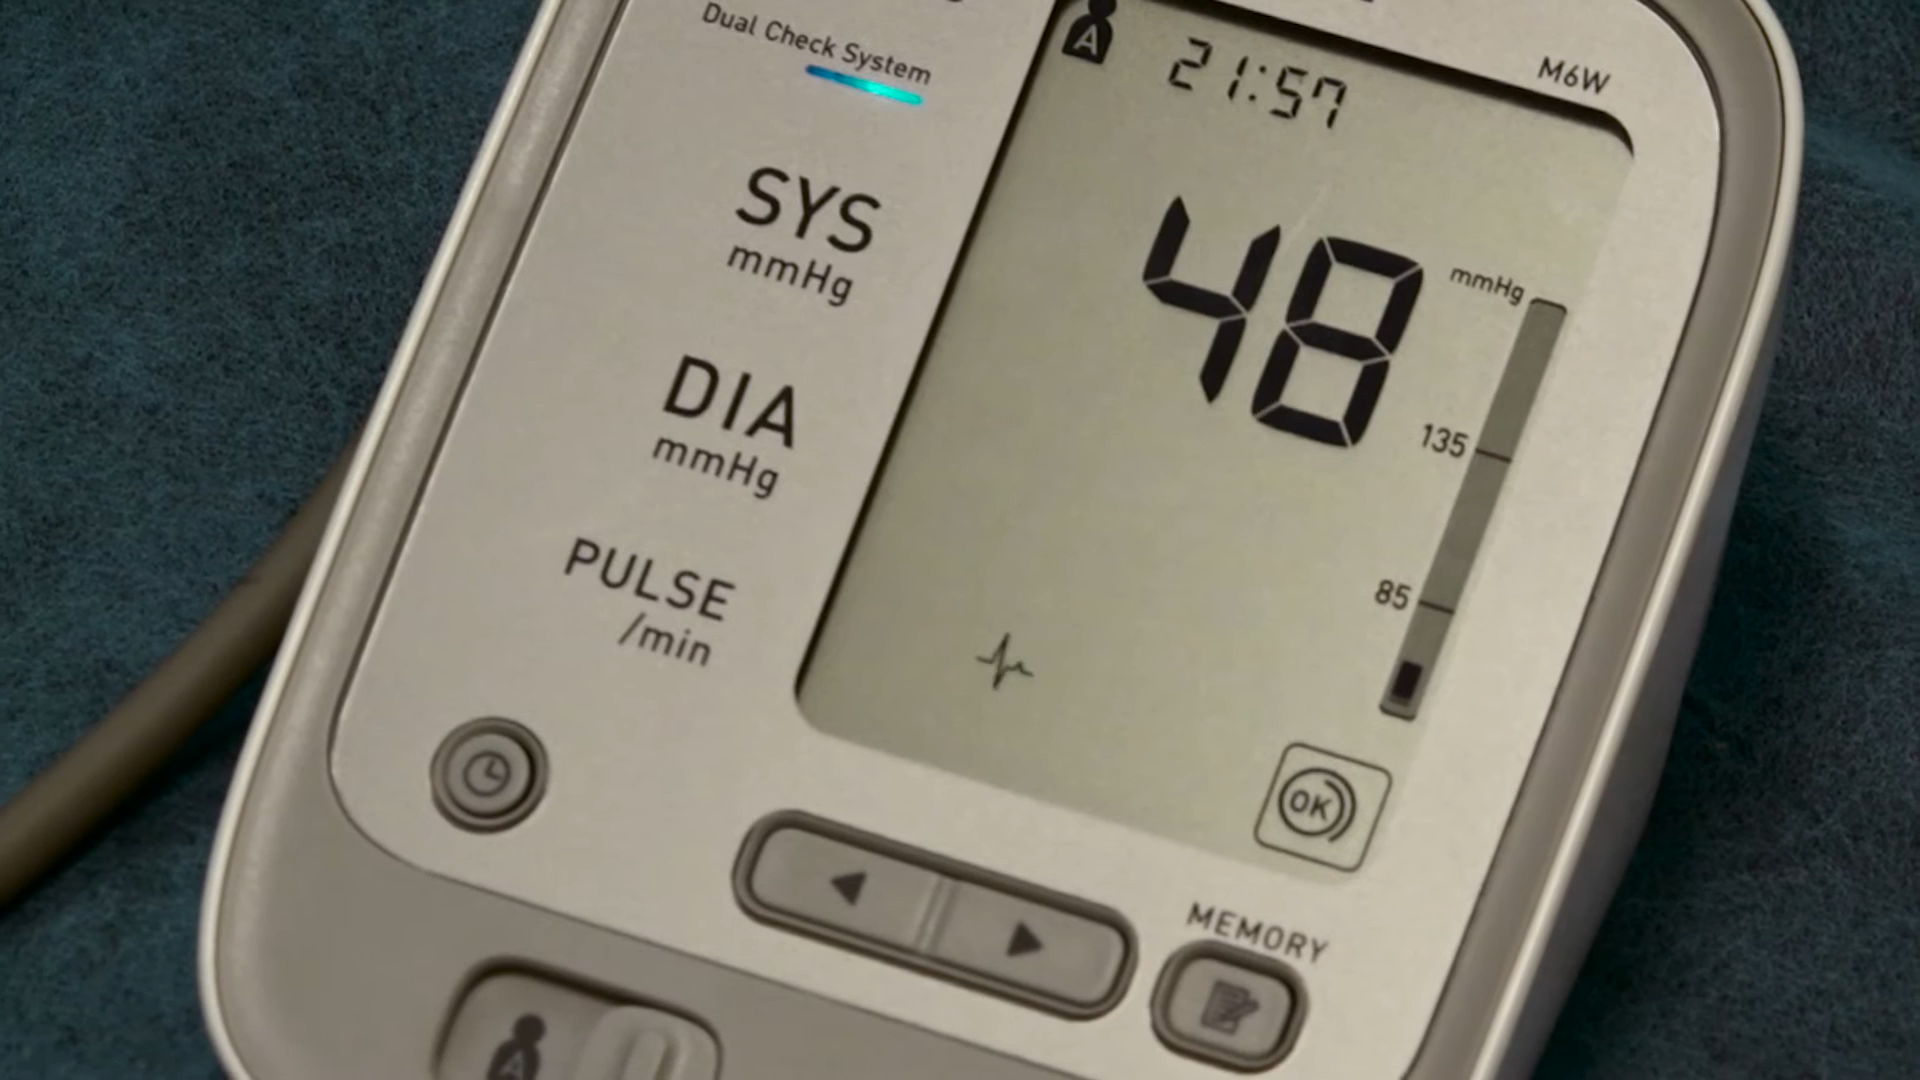 Dual Check System
A
21:57
M6W
SYS
mmHg
48
mmHg
DIA
mmHg
135
PULSE
/min
85
OK
MEMORY
A